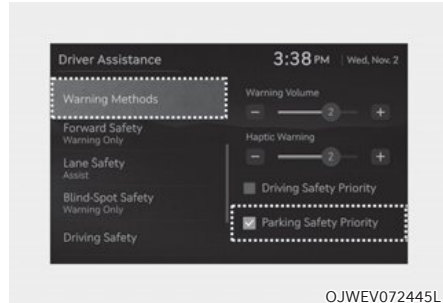 Driver Assistance
3:38 PM
Wed, Nov. 2
Warning Methods
Forward Safety
Warning Only
Lane Safety
Assist
Blind-Spot Safety
Warning Only
Driving Safety
Warning Volume
− 2 +
Haptic Warning
− 2 +
Driving Safety Priority
Parking Safety Priority
OJWEV072445L